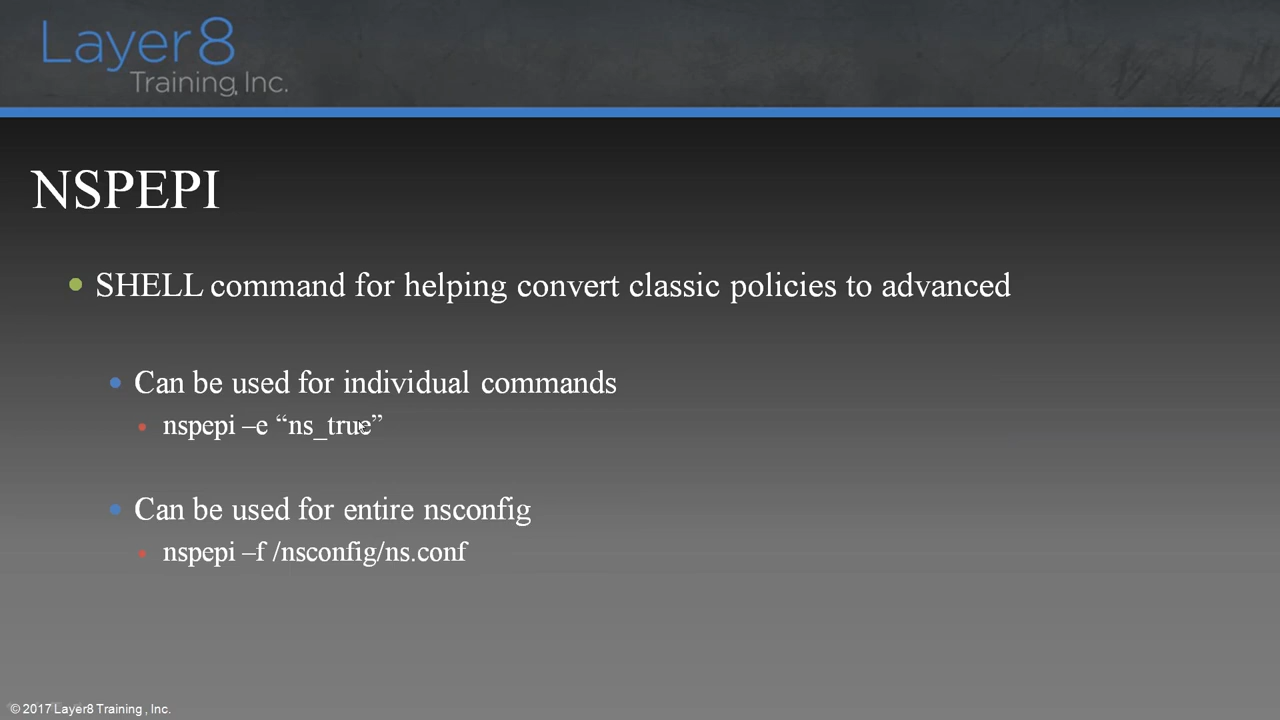 Layer8
Training, Inc.
NSPEPI
SHELL command for helping convert classic policies to advanced
Can be used for individual commands
nspepi –e “ns_true”
Can be used for entire nsconfig
nspepi –f /nsconfig/ns.conf
© 2017 Layer8 Training , Inc.